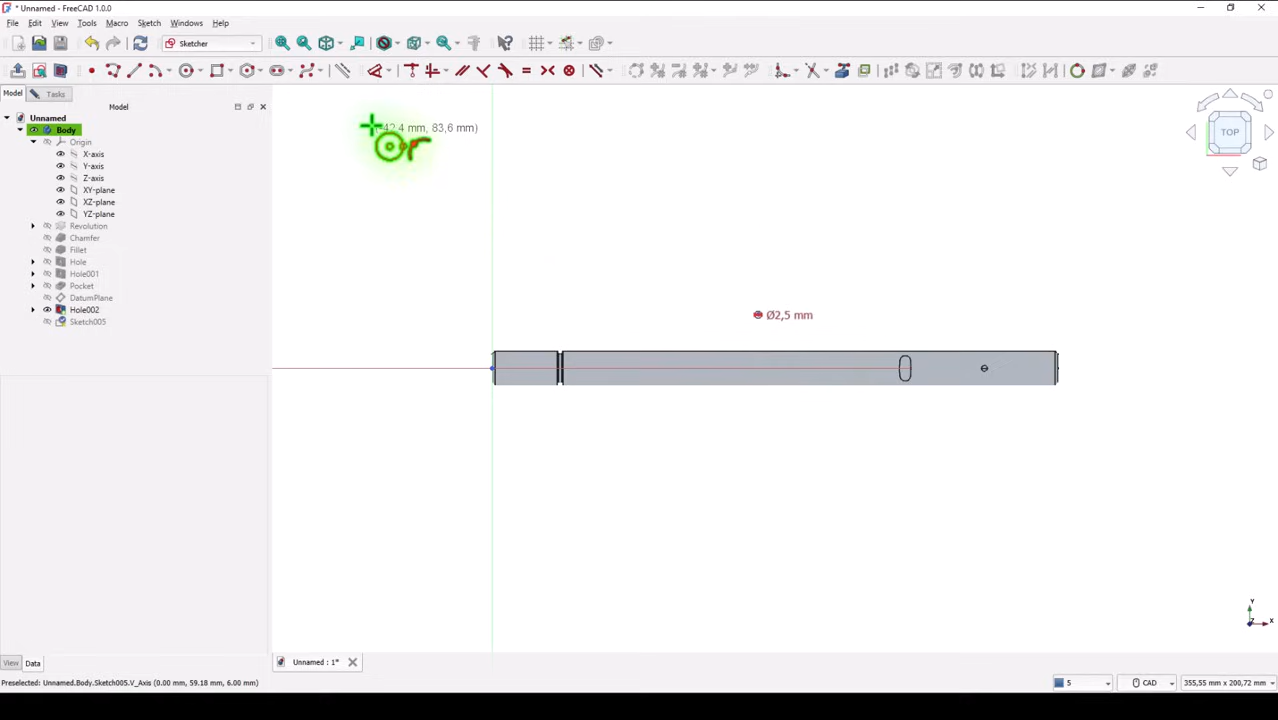 * Unnamed - FreeCAD 1.0.0
File Edit View Tools Macro Sketch Windows Help
Sketcher
Model Tasks
Model
Unnamed
Body
Origin
X-axis
Y-axis
Z-axis
XY-plane
XZ-plane
YZ-plane
Revolution
Chamfer
Fillet
Hole
Hole001
Pocket
DatumPlane
Hole002
Sketch005
(-42,4 mm, 83,6 mm)
TOP
Ø2,5 mm
Y
Z
X
View Data
Unnamed : 1*
Preselected: Unnamed.Body.Sketch005.V_Axis (0.00 mm, 59.18 mm, 6.00 mm)
5
CAD
355,55 mm x 200,72 mm